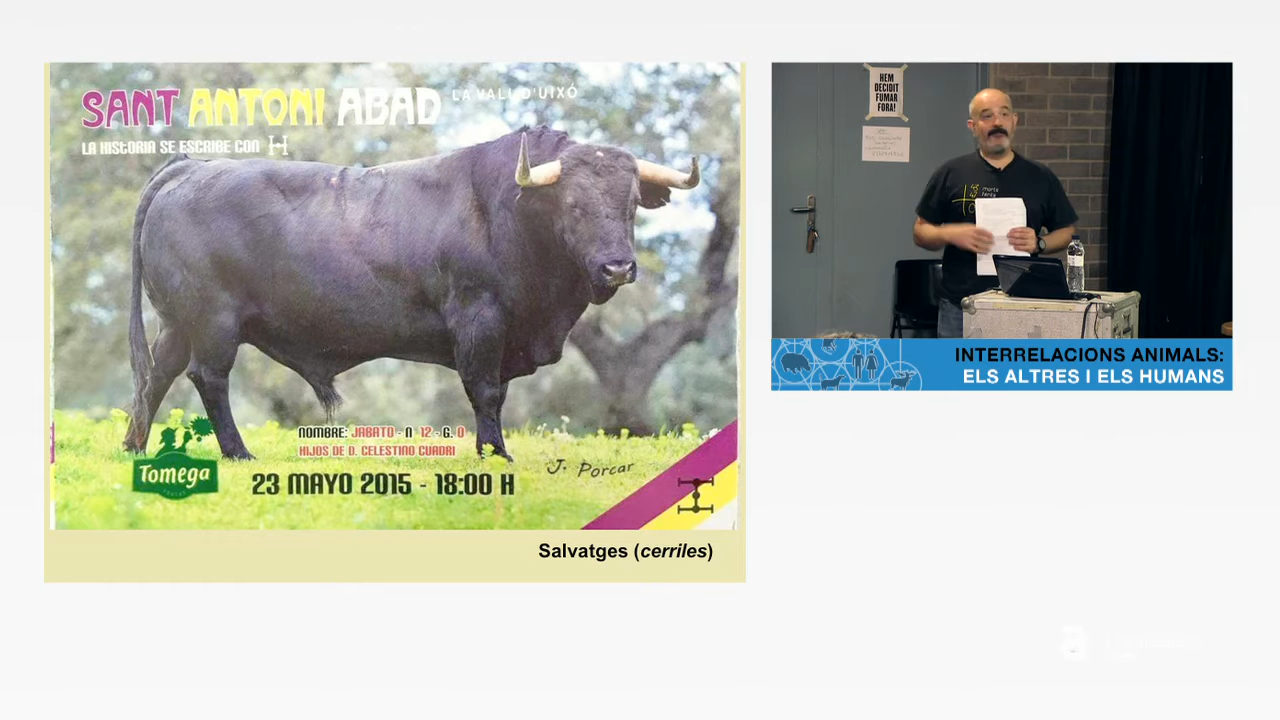 SANT ANTONI ABAD LA VALL D'UIXÓ
LA HISTORIA SE ESCRIBE CON
NOMBRE: JABATO - N 12 - G. 0
HIJOS DE D. CELESTINO CUADRI
Tomega
23 MAYO 2015 - 18:00 H
J. Porcar
Salvatges (cerriles)
HEM
DECIDIT
FUMAR
FORA!
INTERRELACIONS ANIMALS:
ELS ALTRES I ELS HUMANS